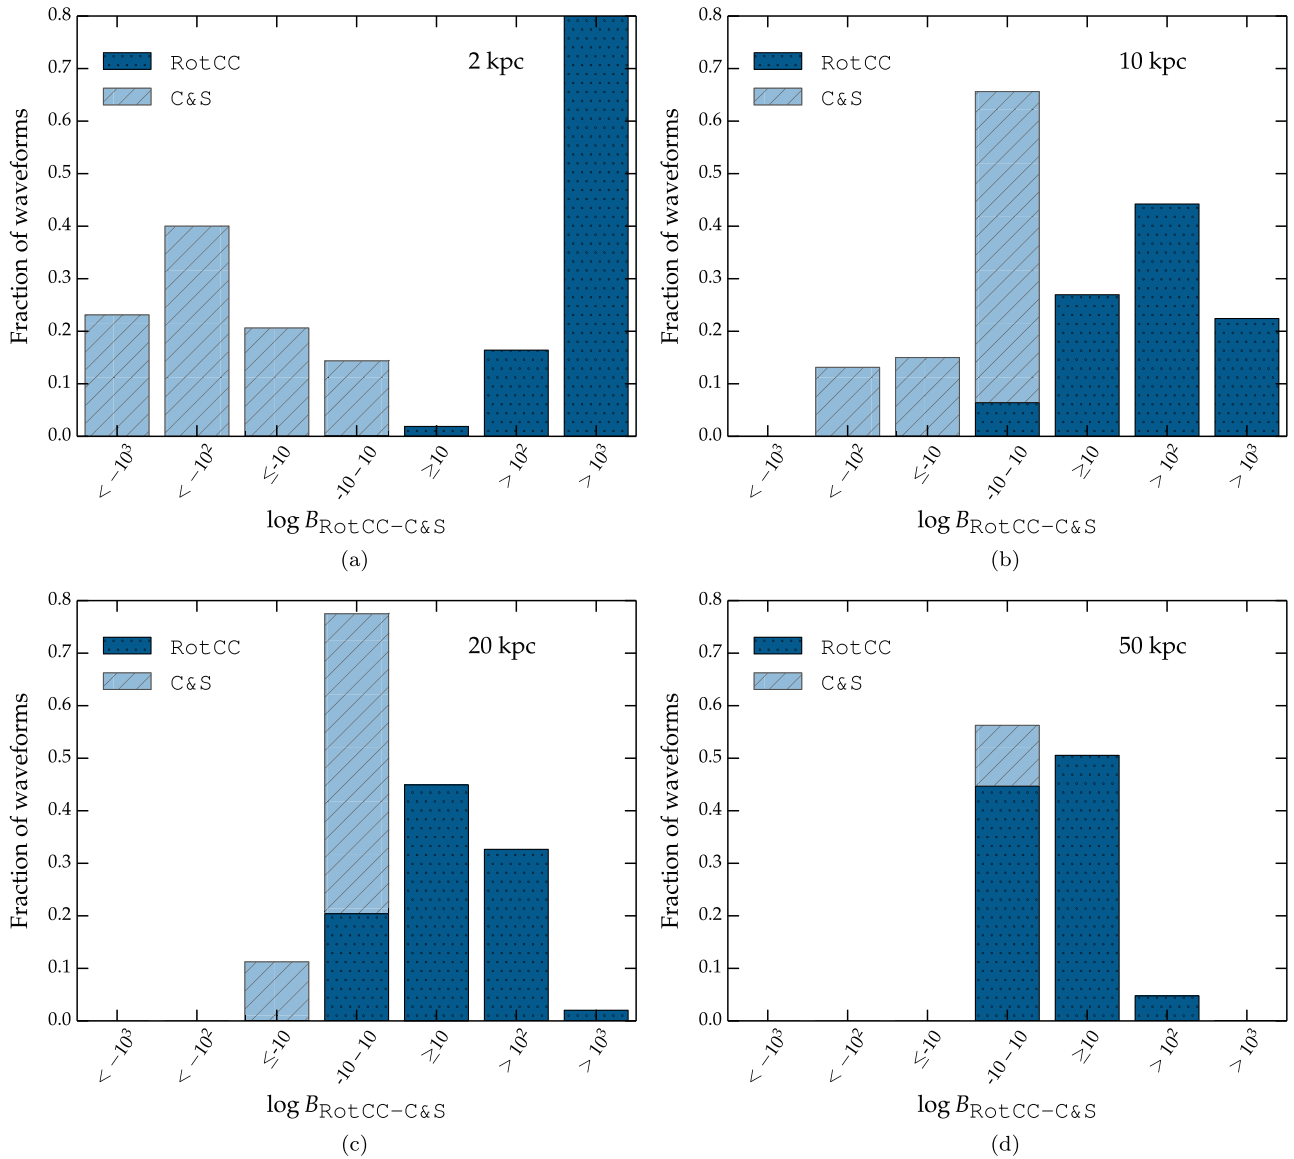 0.8
0.7
0.6
0.5
0.4
0.3
0.2
0.1
0.0
Fraction of waveforms
RotCC
C&S
2 kpc
< −10³
< −10²
≤-10
-10 – 10
≥10
> 10²
> 10³
log B RotCC−C&S
(a)
0.8
0.7
0.6
0.5
0.4
0.3
0.2
0.1
0.0
Fraction of waveforms
RotCC
C&S
10 kpc
< −10³
< −10²
≤-10
-10 – 10
≥10
> 10²
> 10³
log B RotCC−C&S
(b)
0.8
0.7
0.6
0.5
0.4
0.3
0.2
0.1
0.0
Fraction of waveforms
RotCC
C&S
20 kpc
< −10³
< −10²
≤-10
-10 – 10
≥10
> 10²
> 10³
log B RotCC−C&S
(c)
0.8
0.7
0.6
0.5
0.4
0.3
0.2
0.1
0.0
Fraction of waveforms
RotCC
C&S
50 kpc
< −10³
< −10²
≤-10
-10 – 10
≥10
> 10²
> 10³
log B RotCC−C&S
(d)